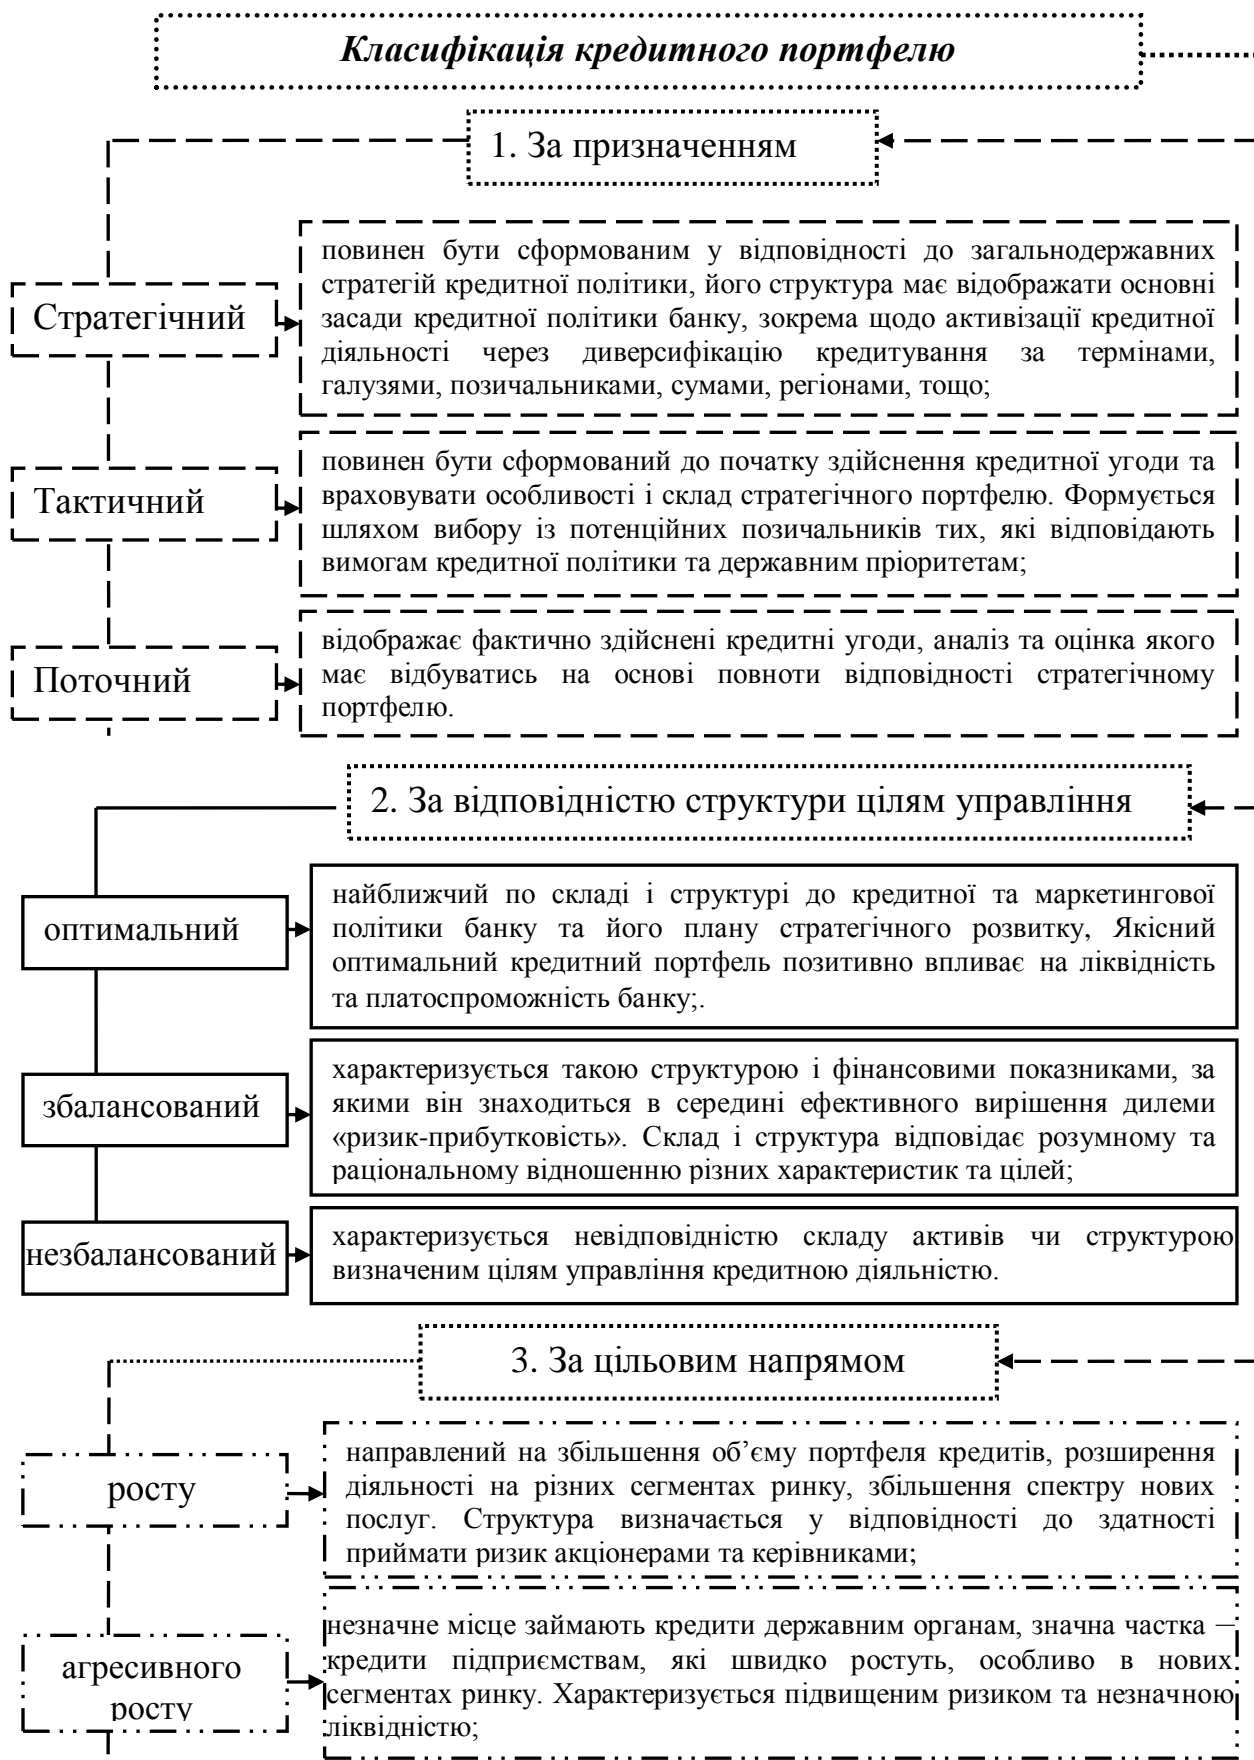 Класифікація кредитного портфелю
1. За призначенням
Стратегічний
повинен бути сформованим у відповідності до загальнодержавних
стратегій кредитної політики, його структура має відображати основні
засади кредитної політики банку, зокрема щодо активізації кредитної
діяльності через диверсифікацію кредитування за термінами,
галузями, позичальниками, сумами, регіонами, тощо;
Тактичний
повинен бути сформований до початку здійснення кредитної угоди та
враховувати особливості і склад стратегічного портфелю. Формується
шляхом вибору із потенційних позичальників тих, які відповідають
вимогам кредитної політики та державним пріоритетам;
Поточний
відображає фактично здійснені кредитні угоди, аналіз та оцінка якого
має відбуватись на основі повноти відповідності стратегічному
портфелю.
2. За відповідністю структури цілям управління
оптимальний
найближчий по складі і структурі до кредитної та маркетингової
політики банку та його плану стратегічного розвитку, Якісний
оптимальний кредитний портфель позитивно впливає на ліквідність
та платоспроможність банку;.
збалансований
характеризується такою структурою і фінансовими показниками, за
якими він знаходиться в середині ефективного вирішення дилеми
«ризик-прибутковість». Склад і структура відповідає розумному та
раціональному відношенню різних характеристик та цілей;
незбалансований
характеризується невідповідністю складу активів чи структурою
визначеним цілям управління кредитною діяльністю.
3. За цільовим напрямом
росту
направлений на збільшення об’єму портфеля кредитів, розширення
діяльності на різних сегментах ринку, збільшення спектру нових
послуг. Структура визначається у відповідності до здатності
приймати ризик акціонерами та керівниками;
агресивного
росту
незначне місце займають кредити державним органам, значна частка –
кредити підприємствам, які швидко ростуть, особливо в нових
сегментах ринку. Характеризується підвищеним ризиком та незначною
ліквідністю;